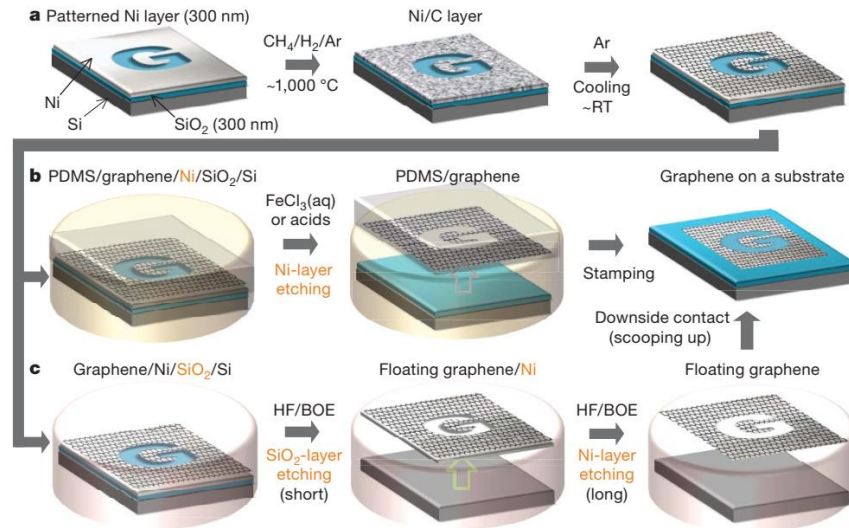 a Patterned Ni layer (300 nm)
Ni/C layer
CH₄/H₂/Ar
~1,000 °C
Ar
Cooling
~RT
G
G
G
Ni
Si
SiO₂ (300 nm)
b PDMS/graphene/Ni/SiO₂/Si
PDMS/graphene
Graphene on a substrate
FeCl₃(aq)
or acids
Ni-layer
etching
Stamping
G
G
G
Downside contact
(scooping up)
c Graphene/Ni/SiO₂/Si
Floating graphene/Ni
Floating graphene
HF/BOE
SiO₂-layer
etching
(short)
HF/BOE
Ni-layer
etching
(long)
G
G
G